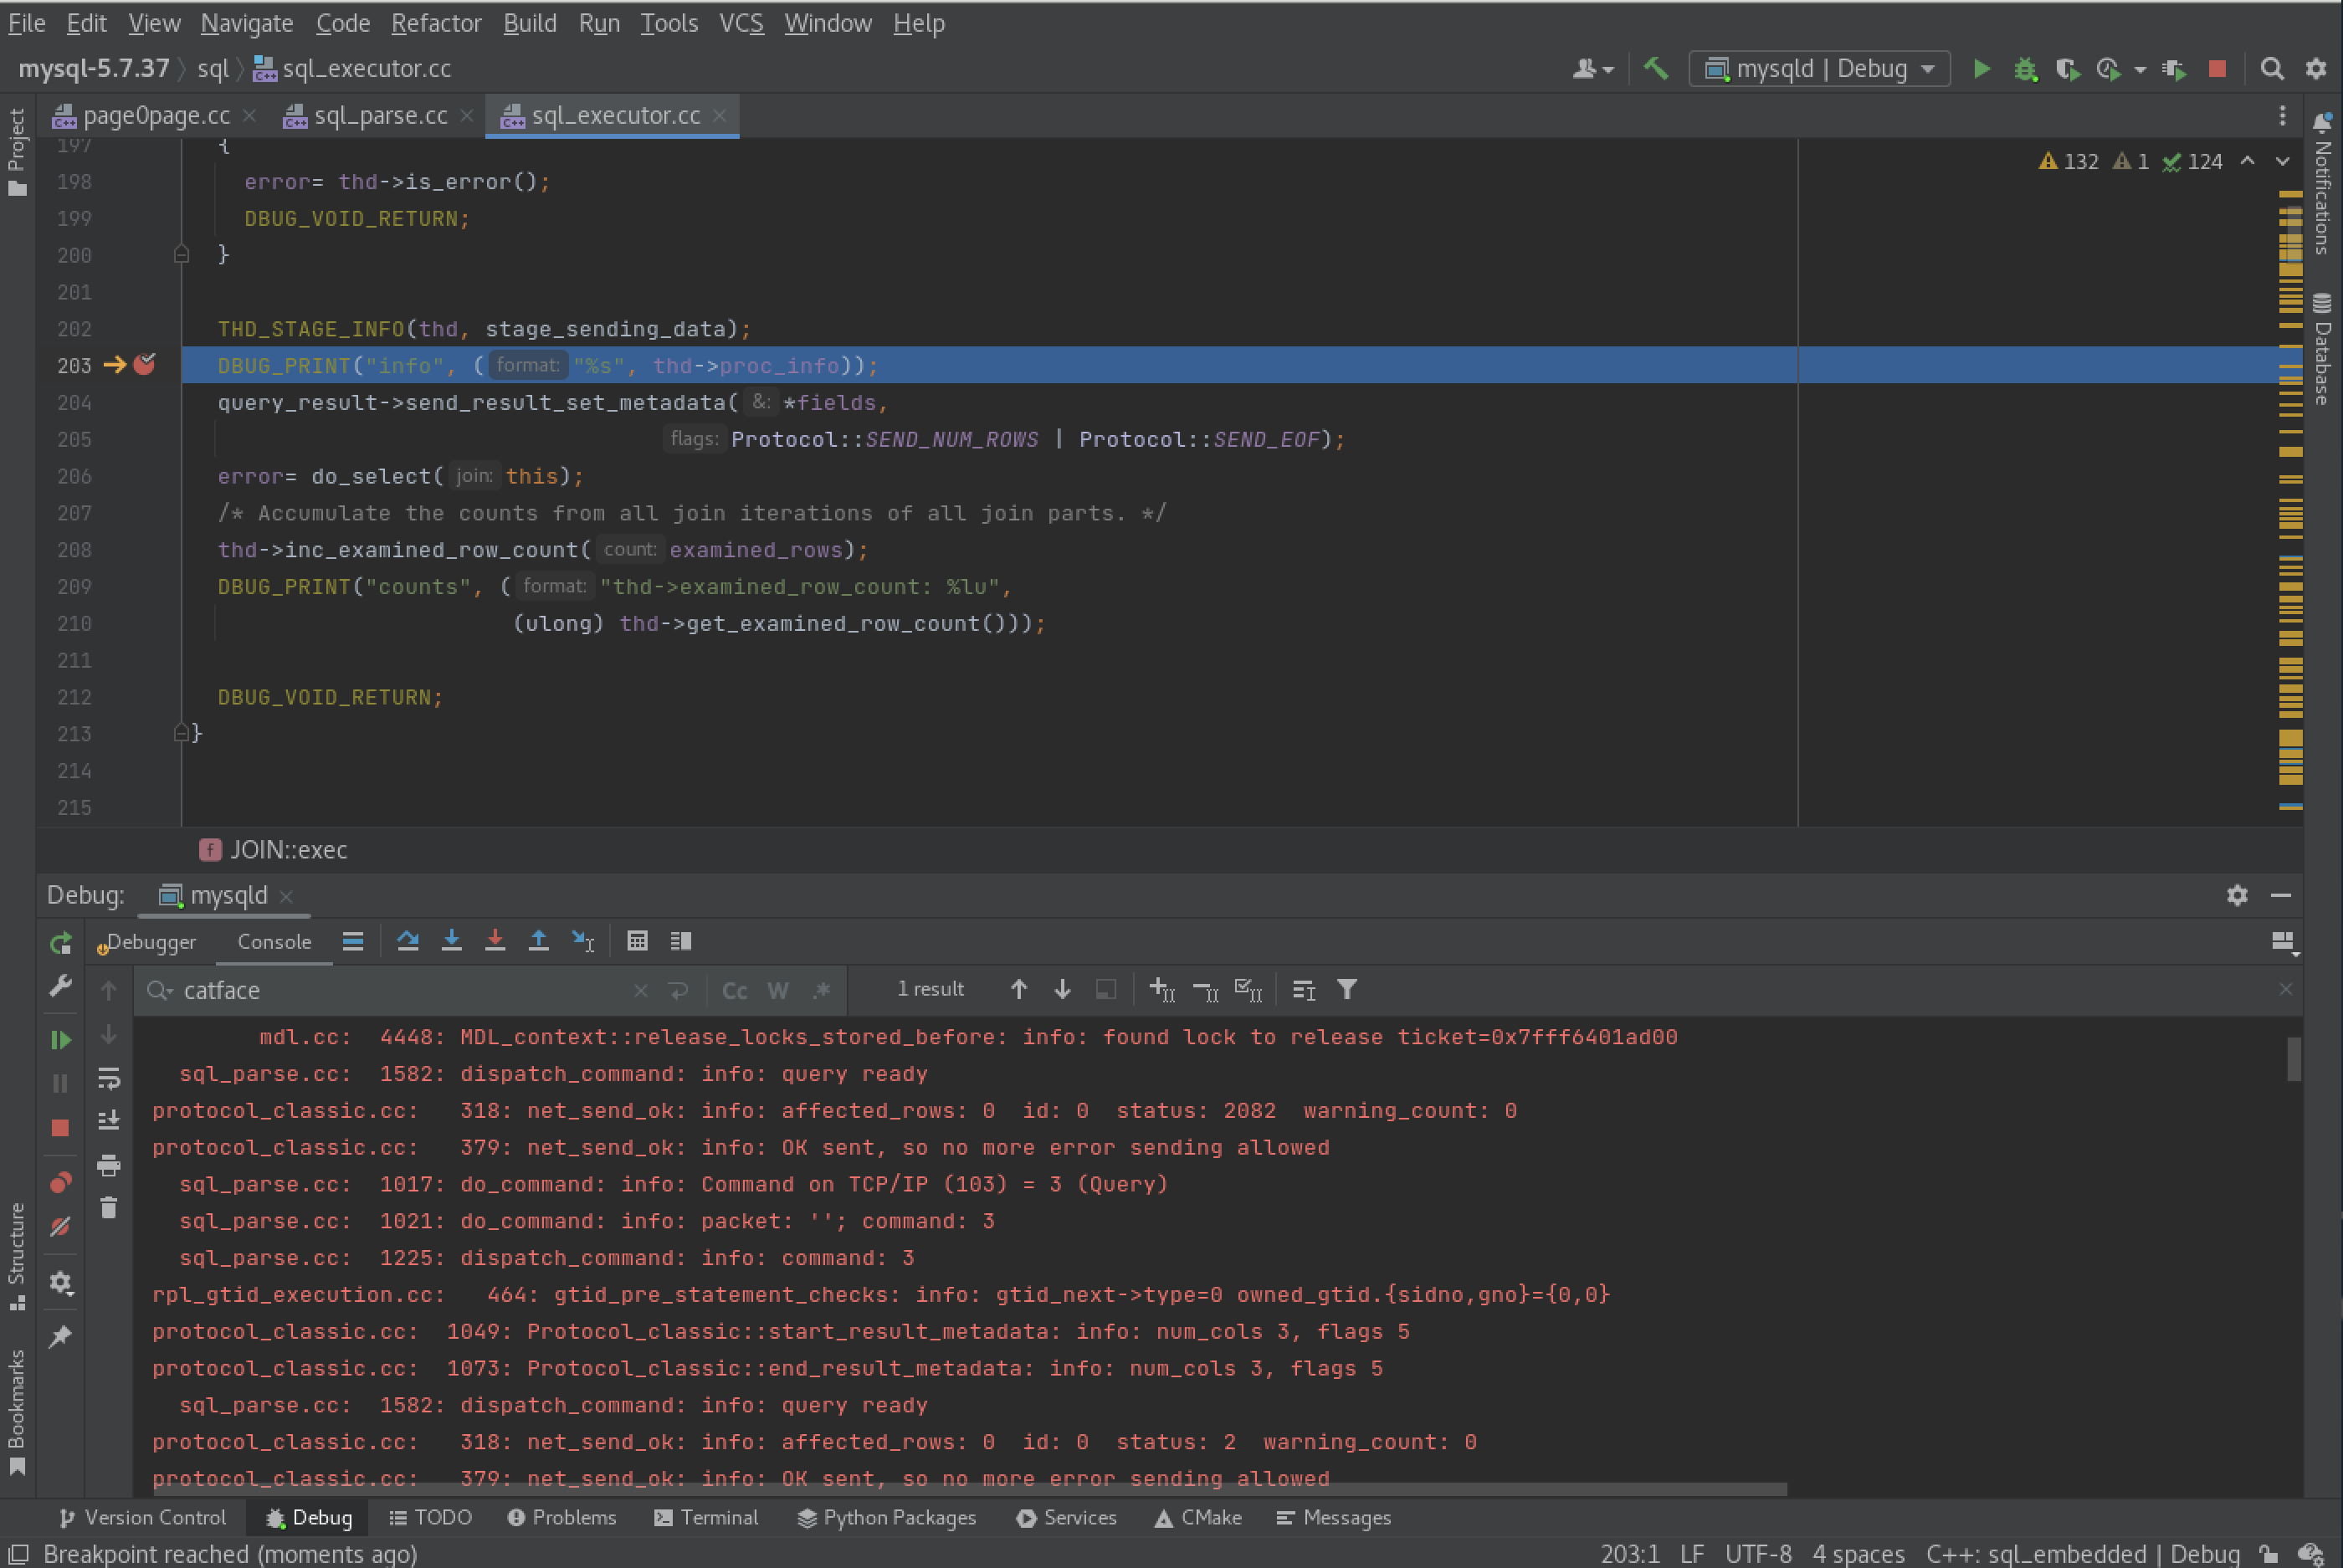 File Edit View Navigate Code Refactor Build Run Tools VCS Window Help
mysql-5.7.37 sql sql_executor.cc mysqld | Debug
page0page.cc sql_parse.cc sql_executor.cc
Project
Notifications
Database
132 1 124
197 {
198 error= thd->is_error();
199 DBUG_VOID_RETURN;
200 }
201
202 THD_STAGE_INFO(thd, stage_sending_data);
203 DBUG_PRINT("info", ( format: "%s", thd->proc_info));
204 query_result->send_result_set_metadata( &: *fields,
205 flags: Protocol::SEND_NUM_ROWS | Protocol::SEND_EOF);
206 error= do_select( join: this);
207 /* Accumulate the counts from all join iterations of all join parts. */
208 thd->inc_examined_row_count( count: examined_rows);
209 DBUG_PRINT("counts", ( format: "thd->examined_row_count: %lu",
210 (ulong) thd->get_examined_row_count()));
211
212 DBUG_VOID_RETURN;
213 }
214
215
f JOIN::exec
Debug: mysqld
Debugger Console
catface Cc W .* 1 result
mdl.cc: 4448: MDL_context::release_locks_stored_before: info: found lock to release ticket=0x7fff6401ad00
sql_parse.cc: 1582: dispatch_command: info: query ready
protocol_classic.cc: 318: net_send_ok: info: affected_rows: 0 id: 0 status: 2082 warning_count: 0
protocol_classic.cc: 379: net_send_ok: info: OK sent, so no more error sending allowed
sql_parse.cc: 1017: do_command: info: Command on TCP/IP (103) = 3 (Query)
sql_parse.cc: 1021: do_command: info: packet: ''; command: 3
sql_parse.cc: 1225: dispatch_command: info: command: 3
rpl_gtid_execution.cc: 464: gtid_pre_statement_checks: info: gtid_next->type=0 owned_gtid.{sidno,gno}={0,0}
protocol_classic.cc: 1049: Protocol_classic::start_result_metadata: info: num_cols 3, flags 5
protocol_classic.cc: 1073: Protocol_classic::end_result_metadata: info: num_cols 3, flags 5
sql_parse.cc: 1582: dispatch_command: info: query ready
protocol_classic.cc: 318: net_send_ok: info: affected_rows: 0 id: 0 status: 2 warning_count: 0
protocol_classic.cc: 379: net_send_ok: info: OK sent, so no more error sending allowed
Structure
Bookmarks
Version Control Debug TODO Problems Terminal Python Packages Services CMake Messages
Breakpoint reached (moments ago) 203:1 LF UTF-8 4 spaces C++: sql_embedded | Debug